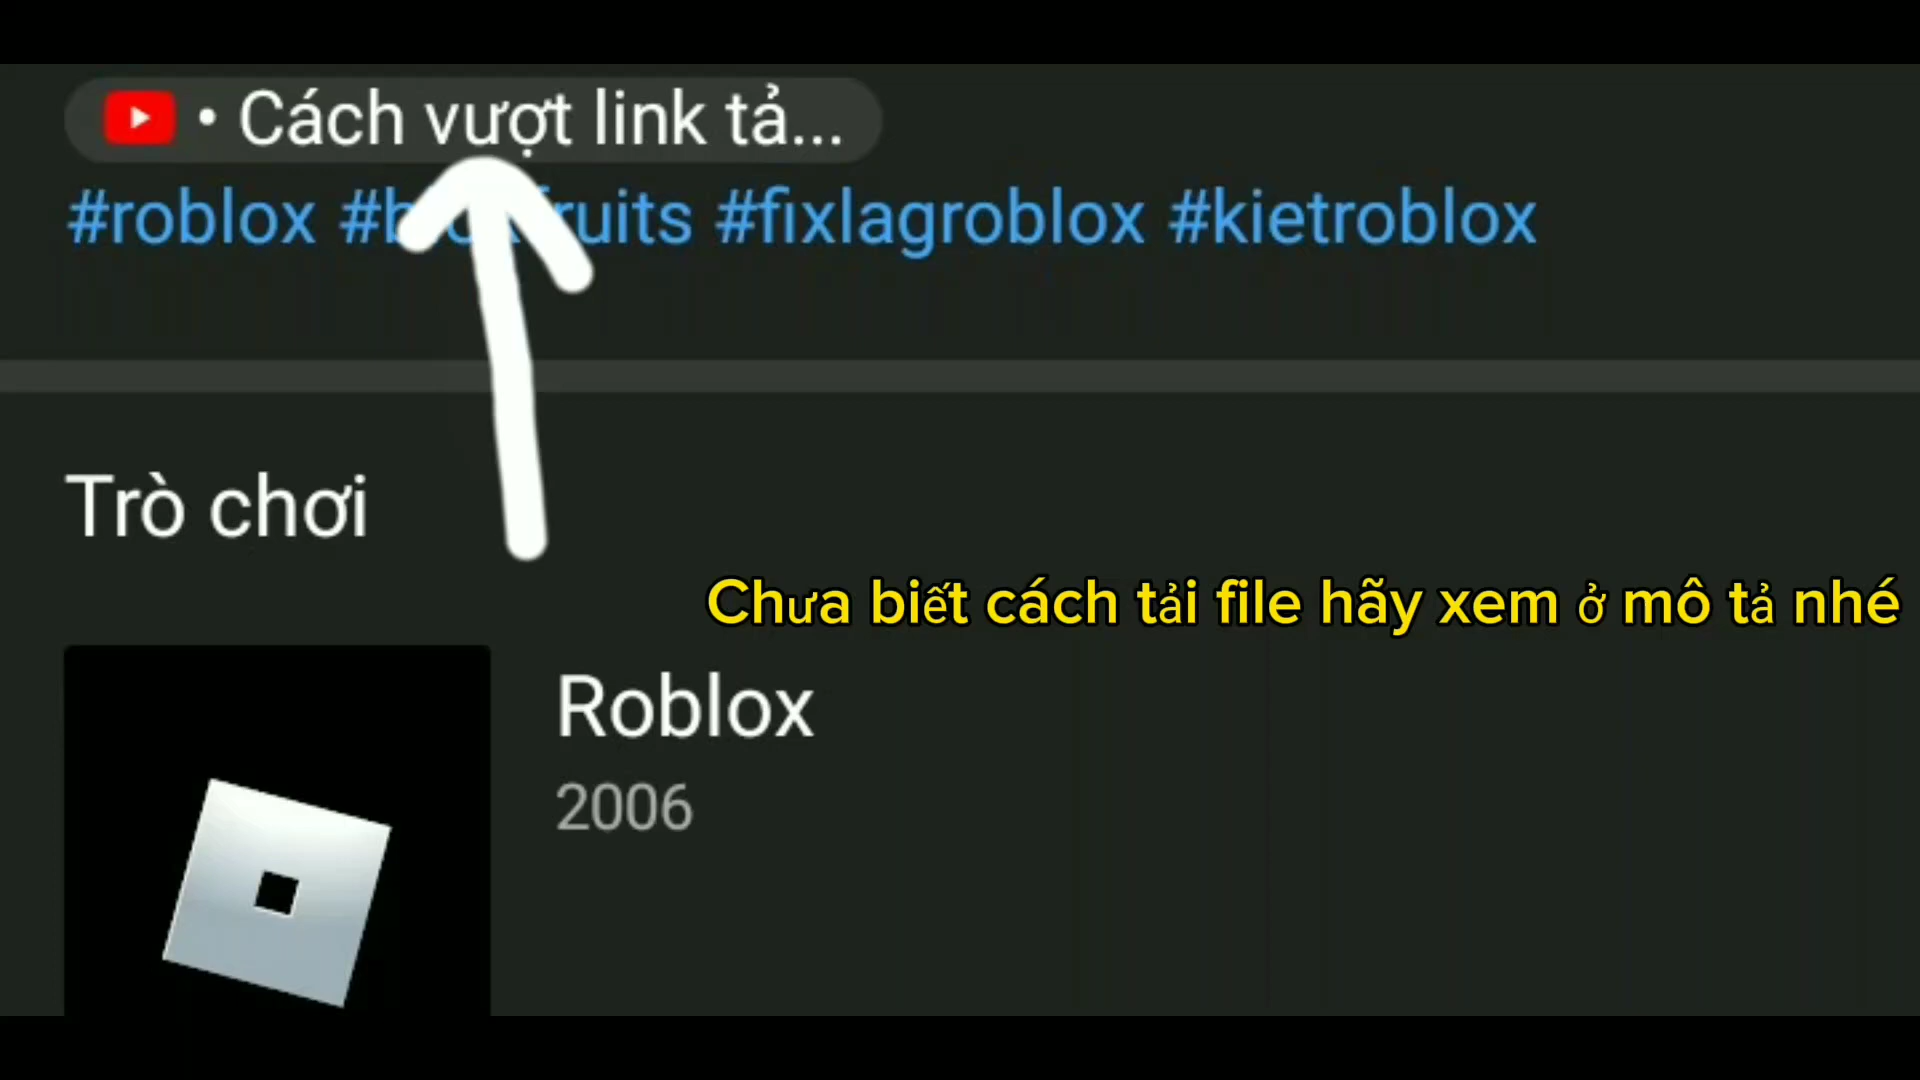 • Cách vượt link tả...
#roblox #fixlagroblox #kietroblox
Trò chơi
Chưa biết cách tải file hãy xem ở mô tả nhé
Roblox
2006